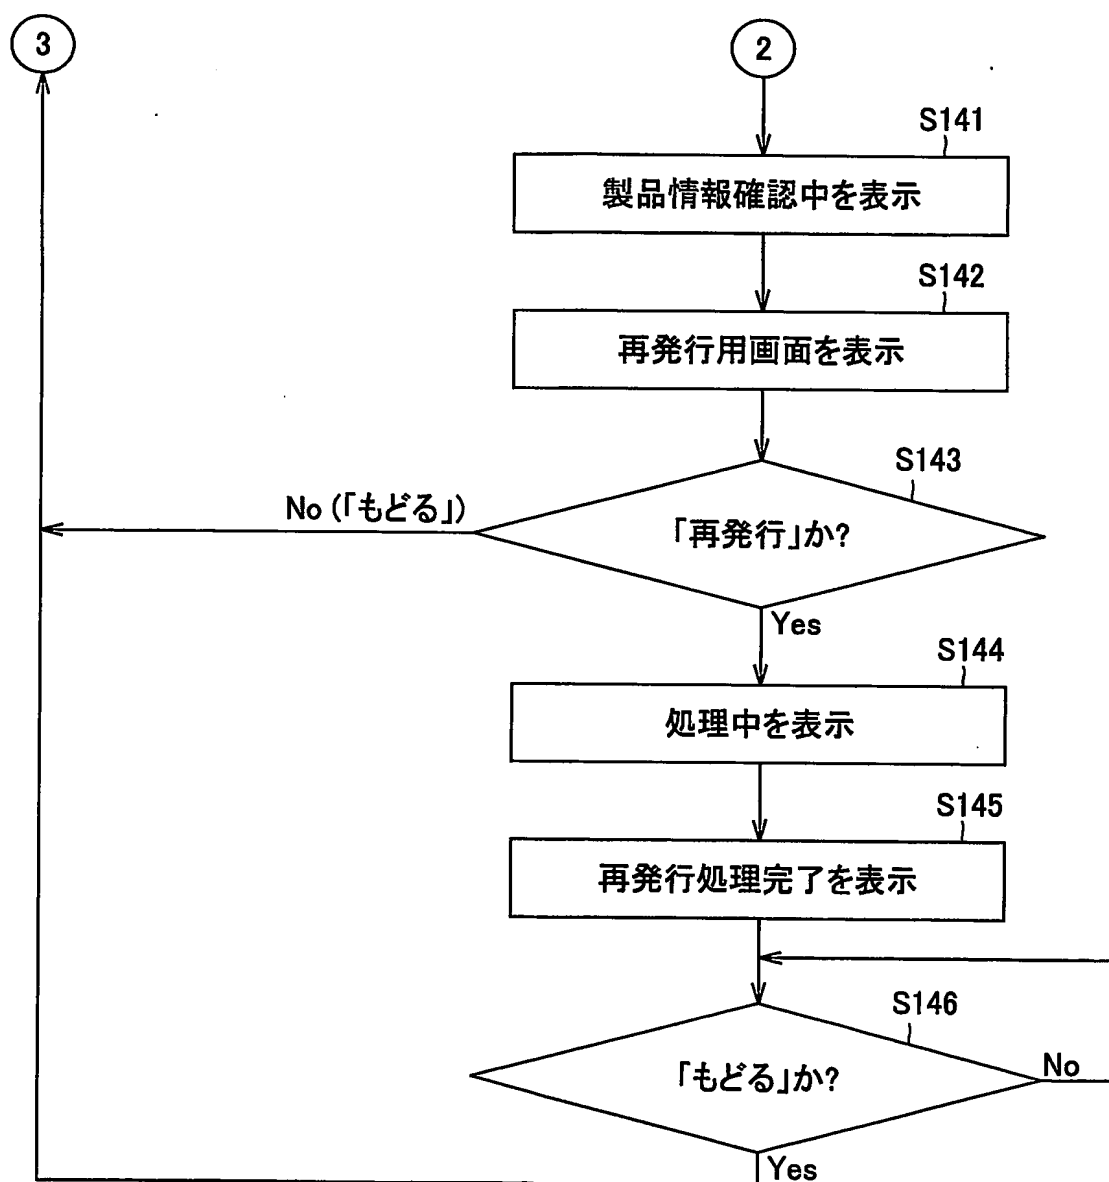 3
2
S141
製品情報確認中を表示
S142
再発行用画面を表示
S143
No (「もどる」)
「再発行」か?
Yes
S144
処理中を表示
S145
再発行処理完了を表示
S146
「もどる」か?
No
Yes